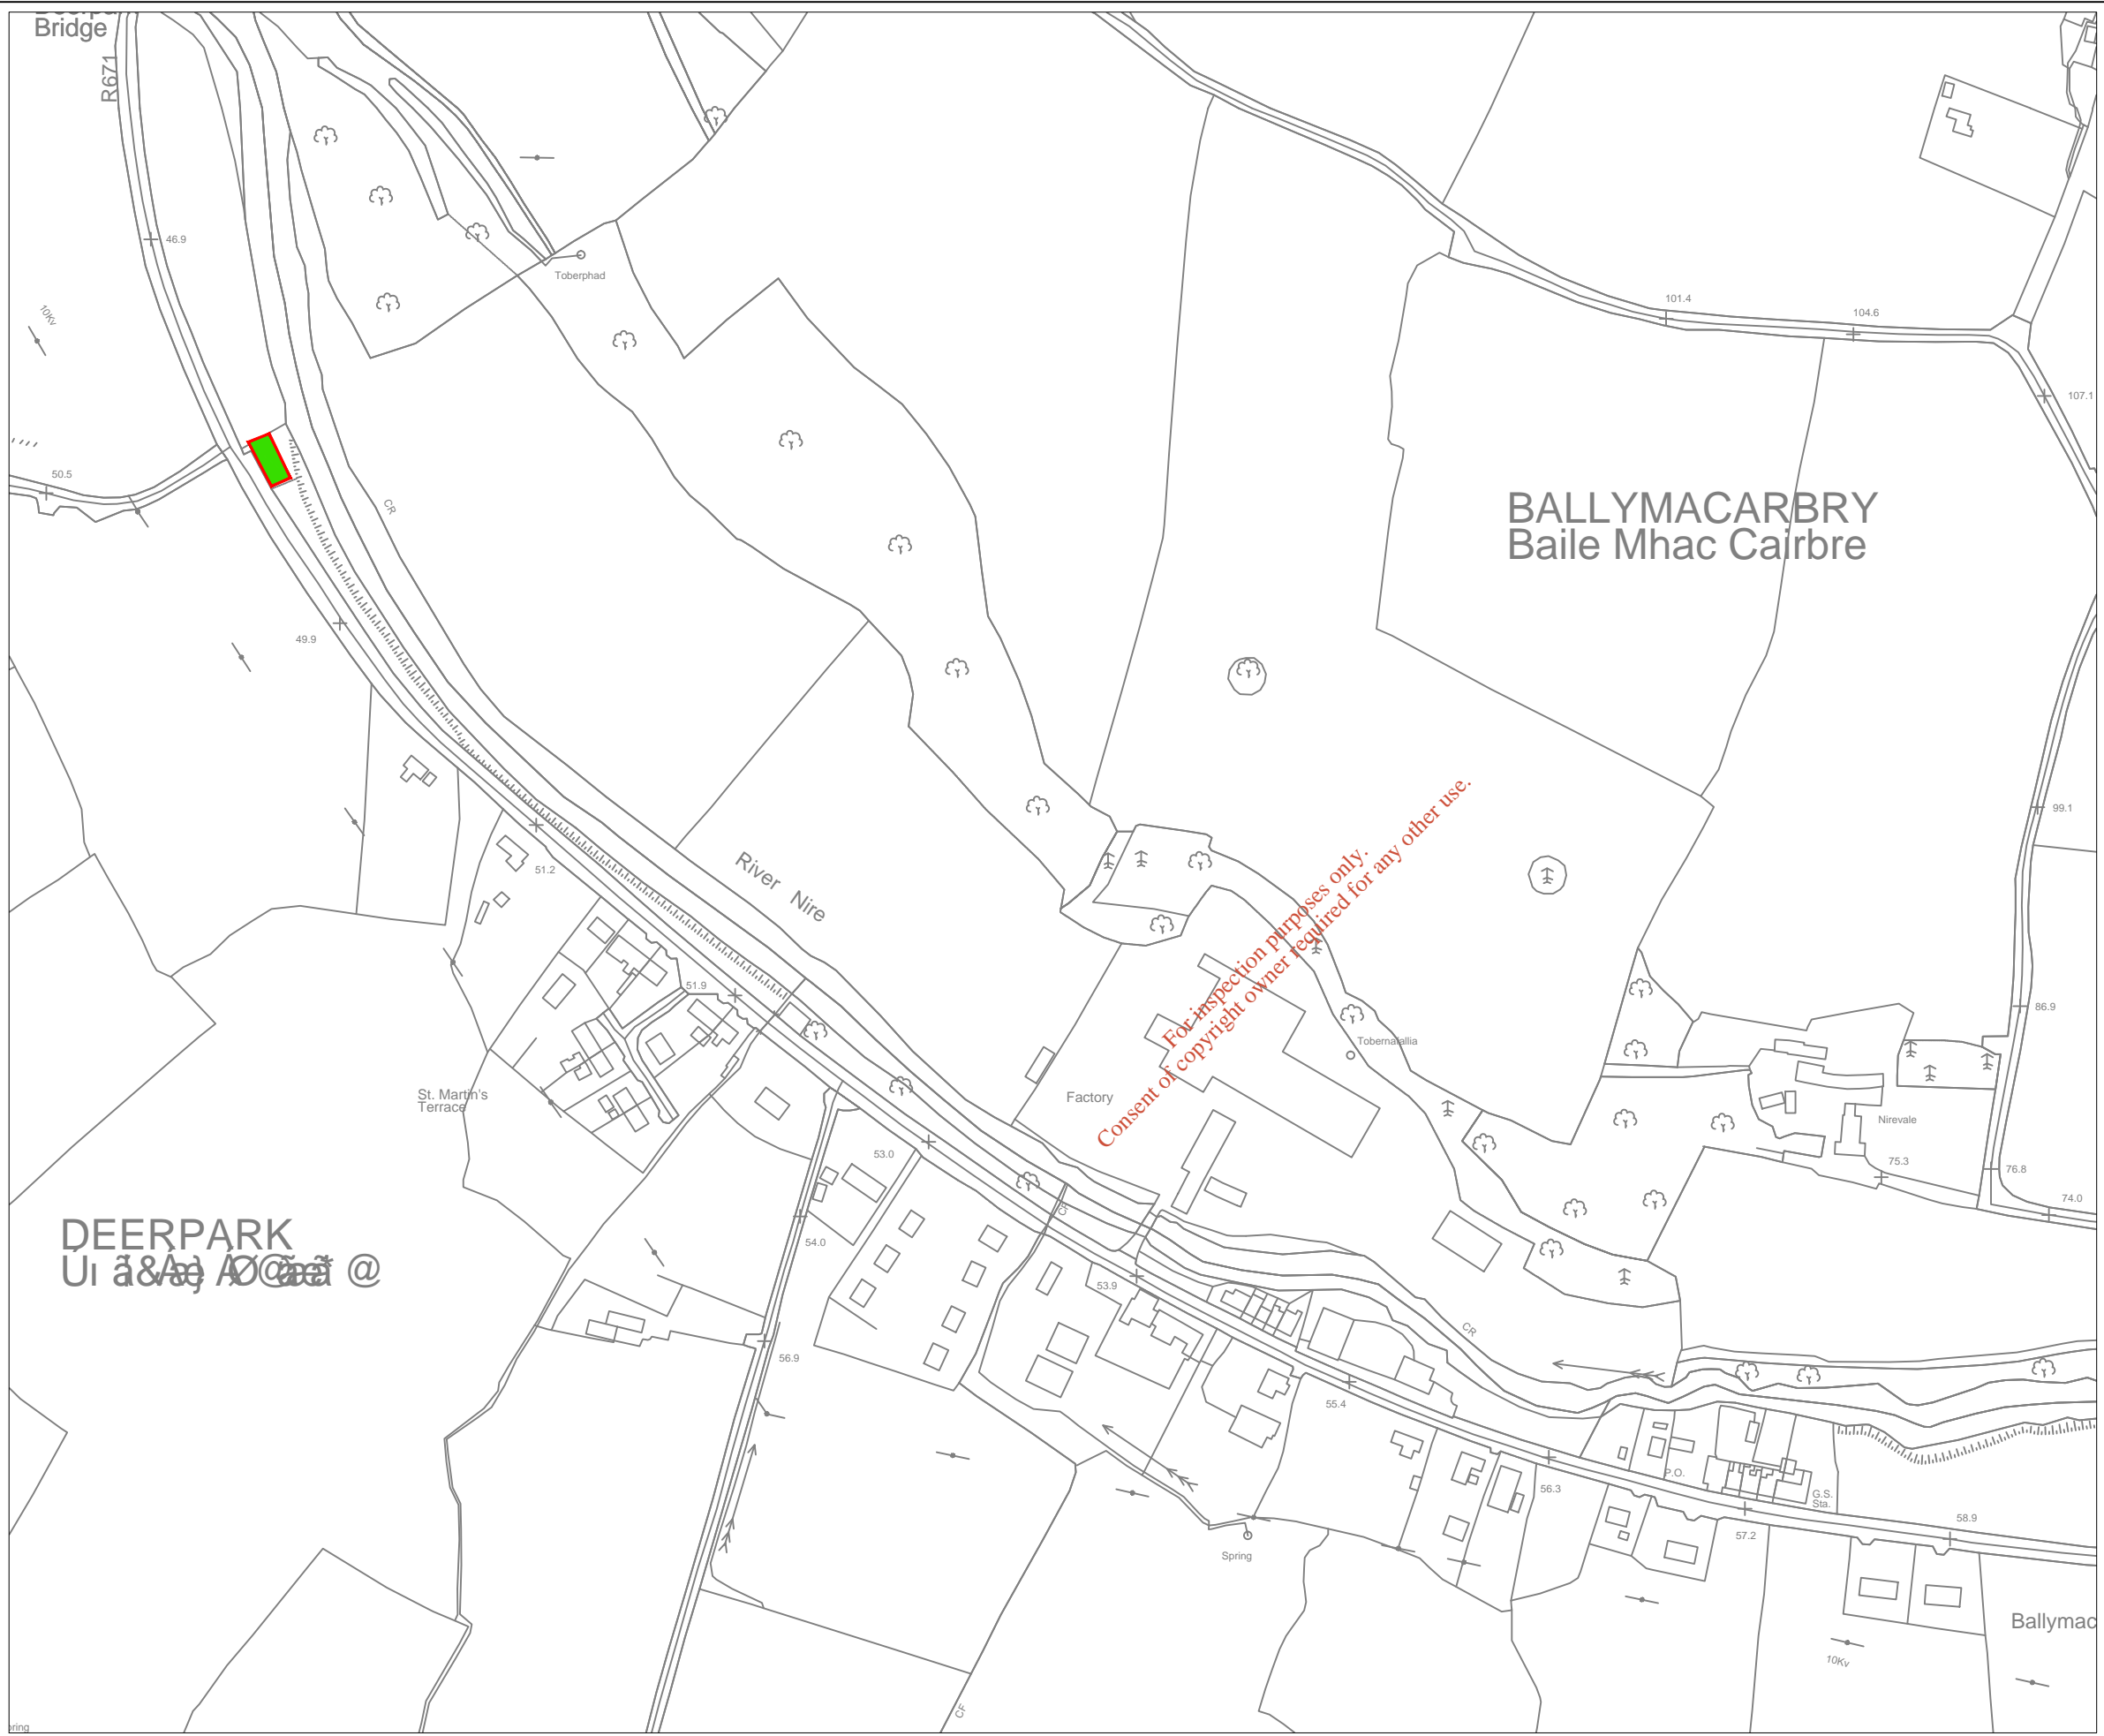 Bridge
R671
46.9
10Kv
Toberphad
101.4
104.6
107.1
50.5
CR
BALLYMACARBRY
Baile Mhac Cairbre
49.9
For inspection purposes only.
Consent of copyright owner required for any other use.
99.1
51.2
River Nire
51.9
86.9
Tobernafallia
Factory
St. Martin's
Terrace
Nirevale
53.0
75.3
76.8
74.0
CF
DEERPARK
54.0
53.9
CR
56.9
55.4
P.O.
56.3
G.S.
Sta.
57.2
58.9
Spring
Ballymac
10Kv
CF